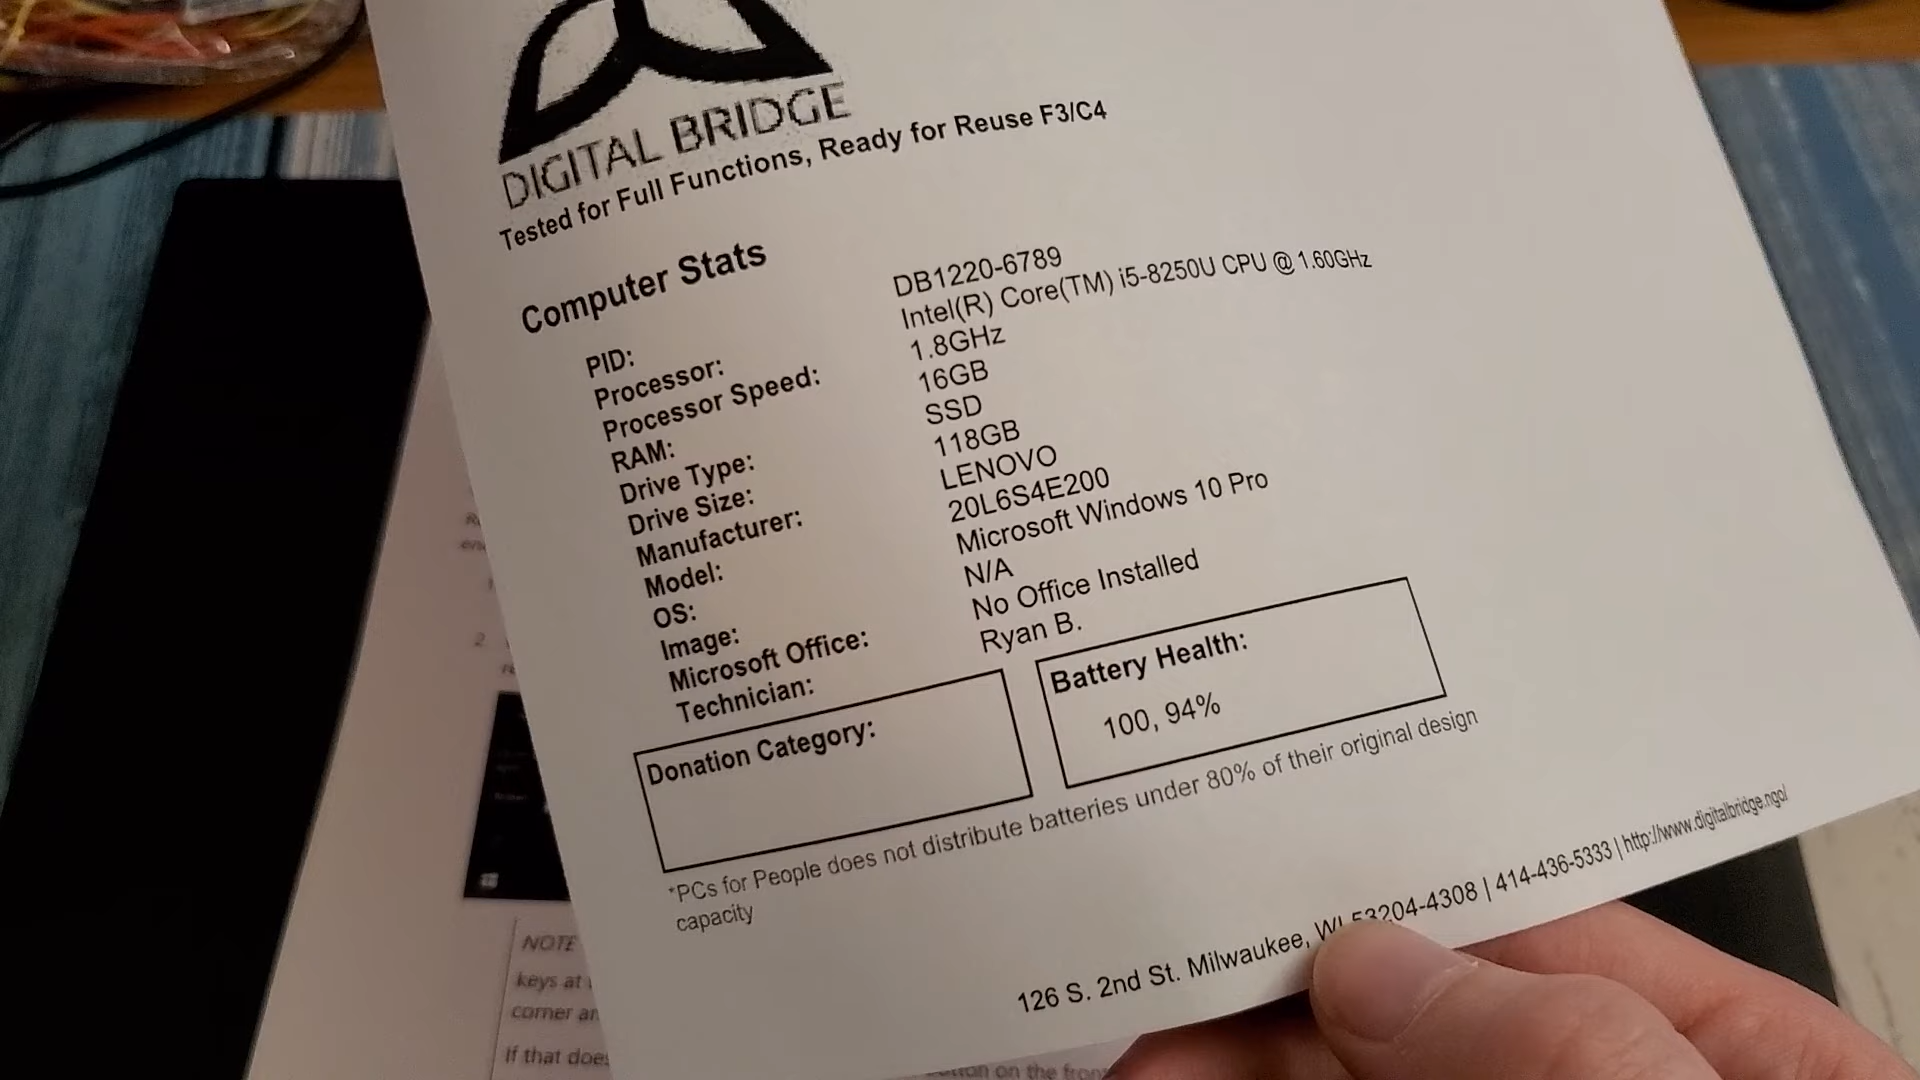 DIGITAL BRIDGE
Tested for Full Functions, Ready for Reuse F3/C4
Computer Stats
PID: DB1220-6789
Processor: Intel(R) Core(TM) i5-8250U CPU @ 1.60GHz
Processor Speed: 1.8GHz
RAM: 16GB
Drive Type: SSD
Drive Size: 118GB
Manufacturer: LENOVO
Model: 20L6S4E200
OS: Microsoft Windows 10 Pro
Image: N/A
Microsoft Office: No Office Installed
Technician: Ryan B.
Donation Category:
Battery Health:
100, 94%
*PCs for People does not distribute batteries under 80% of their original design
capacity
126 S. 2nd St. Milwaukee, WI 53204-4308 | 414-436-5333 | http://www.digitalbridge.ngo/
2.
NOTE
keys at
corner
If that
on the